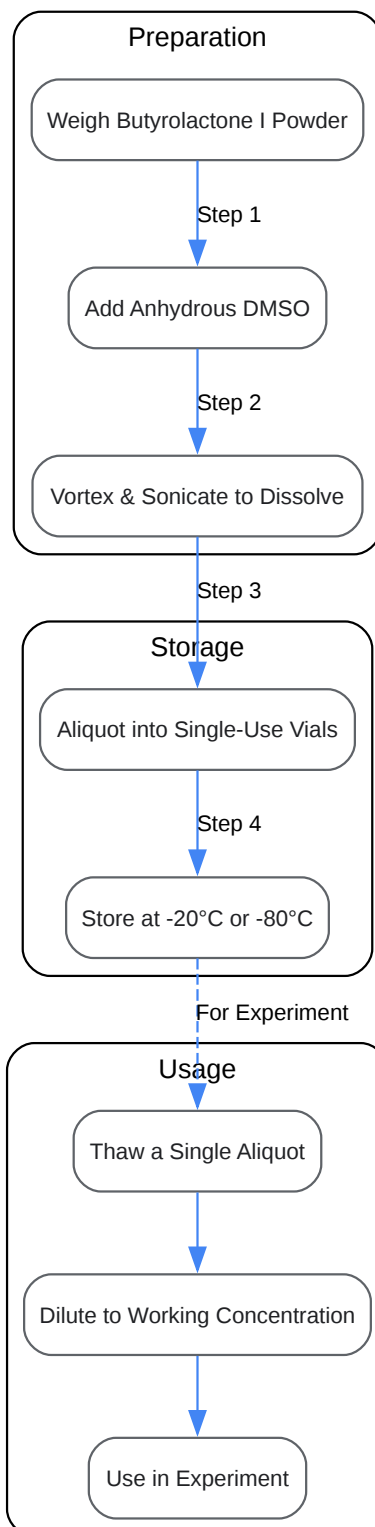 Preparation
Weigh Butyrolactone I Powder
Step 1
Add Anhydrous DMSO
Step 2
Vortex & Sonicate to Dissolve
Step 3
Storage
Aliquot into Single-Use Vials
Step 4
Store at -20°C or -80°C
For Experiment
Usage
Thaw a Single Aliquot
Dilute to Working Concentration
Use in Experiment